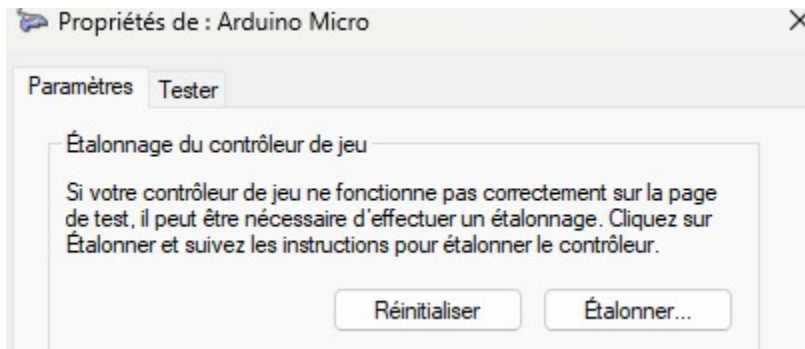 Propriétés de : Arduino Micro
Paramètres Tester
Étalonnage du contrôleur de jeu
Si votre contrôleur de jeu ne fonctionne pas correctement sur la page
de test, il peut être nécessaire d'effectuer un étalonnage. Cliquez sur
Étalonner et suivez les instructions pour étalonner le contrôleur.
Réinitialiser Étalonner...